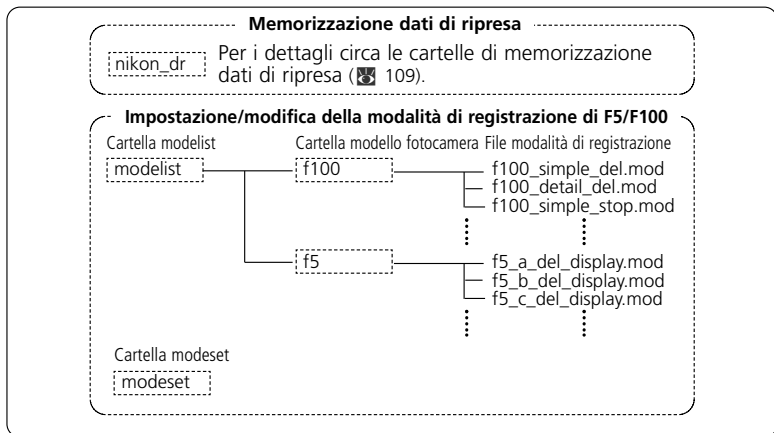 Memorizzazione dati di ripresa
nikon_dr
Per i dettagli circa le cartelle di memorizzazione
dati di ripresa ( 109).
Impostazione/modifica della modalità di registrazione di F5/F100
Cartella modelist
Cartella modello fotocamera
File modalità di registrazione
modelist
f100
f100_simple_del.mod
f100_detail_del.mod
f100_simple_stop.mod
f5
f5_a_del_display.mod
f5_b_del_display.mod
f5_c_del_display.mod
Cartella modeset
modeset